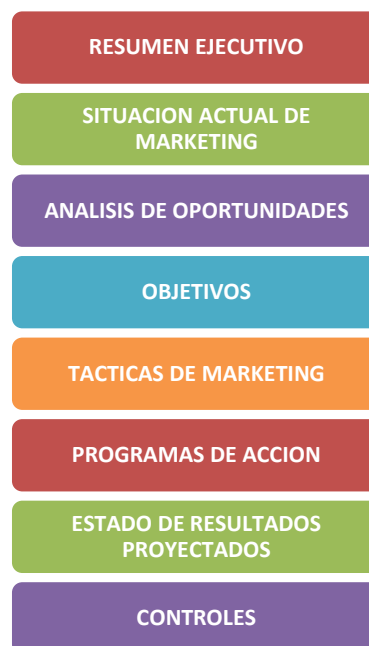 RESUMEN EJECUTIVO
SITUACION ACTUAL DE
MARKETING
ANALISIS DE OPORTUNIDADES
OBJETIVOS
TACTICAS DE MARKETING
PROGRAMAS DE ACCION
ESTADO DE RESULTADOS
PROYECTADOS
CONTROLES